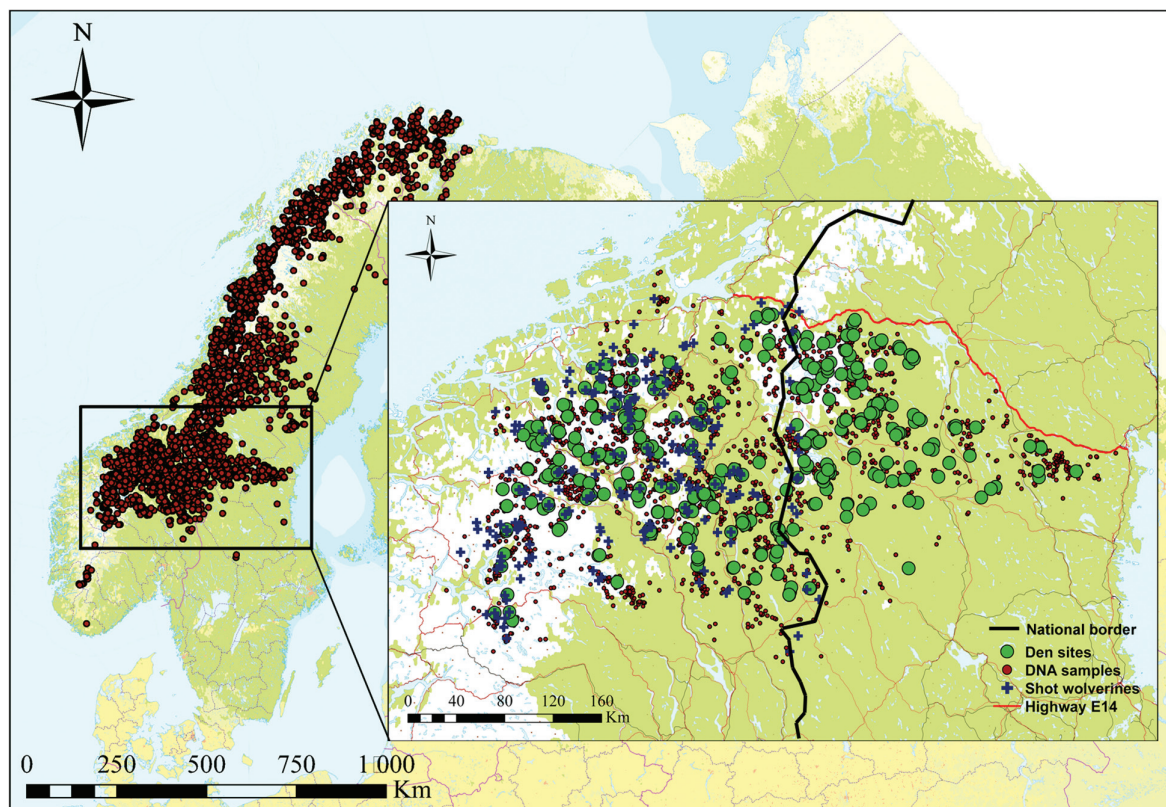 N
N
National border
Den sites
DNA samples
Shot wolverines
Highway E14
0 20 40 80 120 160
Km
0 250 500 750 1 000
Km